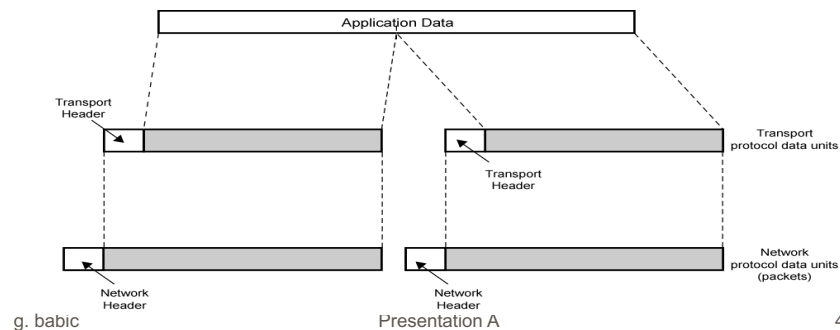 Application Data
Transport
Header
Transport
protocol data units
Transport
Header
Network
protocol data units
(packets)
Network
Header
Network
Header
g. babic
Presentation A
4